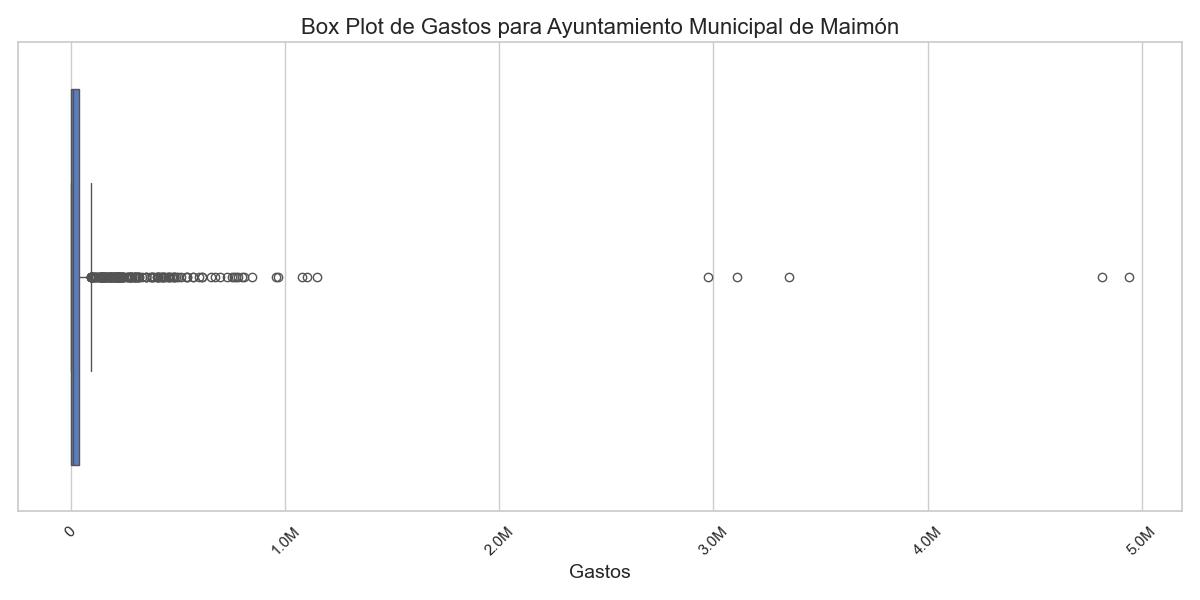 Box Plot de Gastos para Ayuntamiento Municipal de Maimón
0
1.0M
2.0M
3.0M
4.0M
5.0M
Gastos